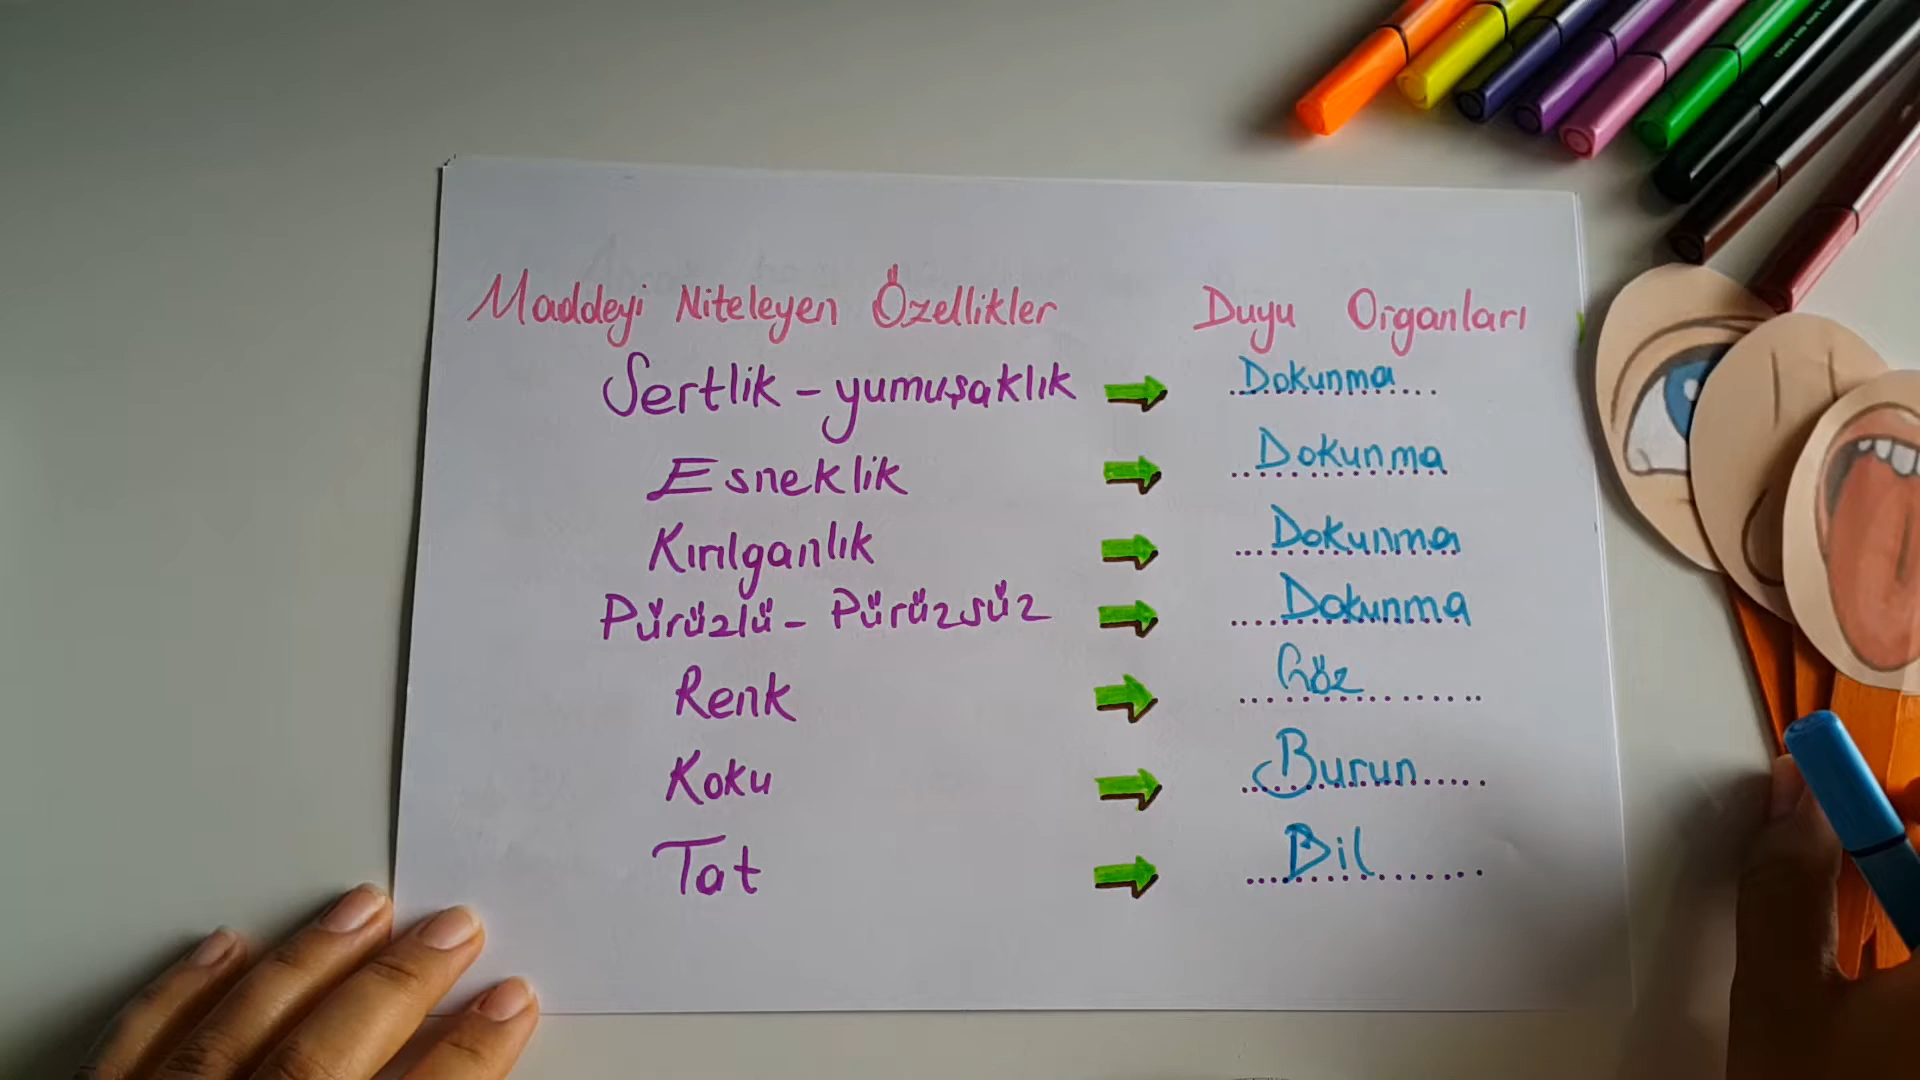 Maddeyi Niteleyen Özellikler Duyu Organları
Sertlik - yumuşaklık Dokunma
Esneklik Dokunma
Kırılganlık Dokunma
Pürüzlü - Pürüzsüz Dokunma
Renk Göz
Koku Burun
Tat Dil